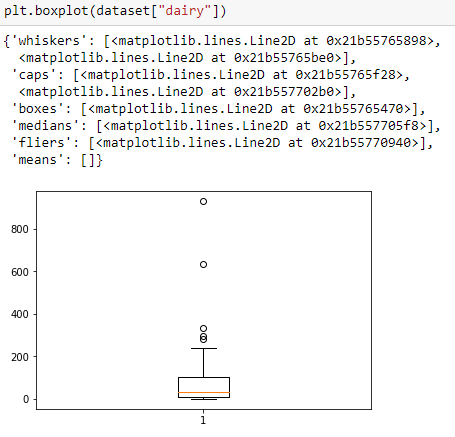 plt.boxplot(dataset["dairy"])
{'whiskers': [<matplotlib.lines.Line2D at 0x21b55765898>,
  <matplotlib.lines.Line2D at 0x21b55765be0>],
 'caps': [<matplotlib.lines.Line2D at 0x21b55765f28>,
  <matplotlib.lines.Line2D at 0x21b557702b0>],
 'boxes': [<matplotlib.lines.Line2D at 0x21b55765470>],
 'medians': [<matplotlib.lines.Line2D at 0x21b557705f8>],
 'fliers': [<matplotlib.lines.Line2D at 0x21b55770940>],
 'means': []}
800
600
400
200
0
1